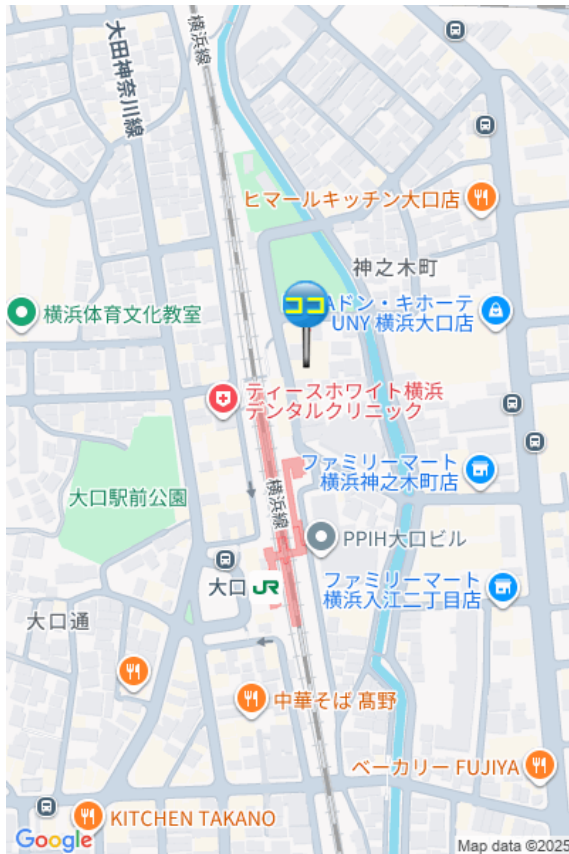 横浜線
大田神奈川線
ヒマールキッチン大口店
神之木町
ココ
Aドン・キホーテ
UNY 横浜大口店
横浜体育文化教室
ティースホワイト横浜
デンタルクリニック
ファミリーマート
横浜神之木町店
大口駅前公園
横浜線
PPIH大口ビル
大口 JR
ファミリーマート
横浜入江二丁目店
大口通
中華そば 髙野
ベーカリー FUJIYA
KITCHEN TAKANO
Google
Map data ©2025